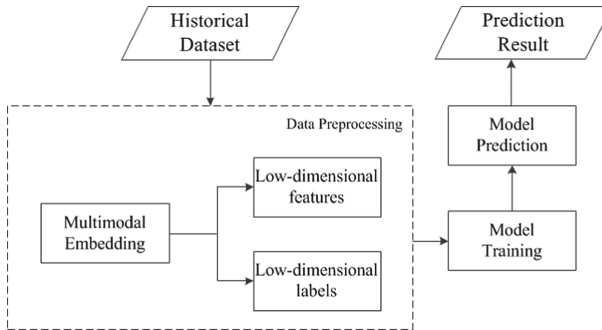 Historical
Dataset
Prediction
Result
Data Preprocessing
Model
Prediction
Low-dimensional
features
Multimodal
Embedding
Model
Training
Low-dimensional
labels